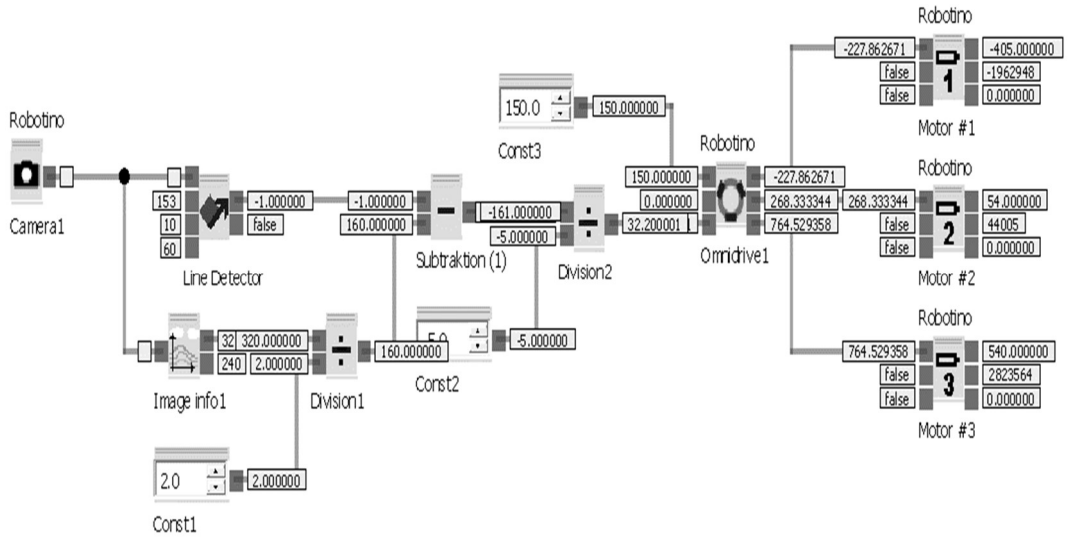 Robotino
Camera1
153
10
60
-1.000000
false
Line Detector
32
320.000000
240
2.000000
Image info1
Division1
2.0
2.000000
Const1
-1.000000
160.000000
160.000000
Subtraktion (1)
-161.000000
-5.000000
Division2
-5.000000
Const2
150.0
150.000000
Const3
Robotino
150.000000
0.000000
32.200001
-227.862671
268.333344
764.529358
Omnidrive1
Robotino
-227.862671
false
false
1
-405.000000
-1962948
0.000000
Motor #1
Robotino
268.333344
false
false
2
54.000000
44005
0.000000
Motor #2
Robotino
764.529358
false
false
3
540.000000
2823564
0.000000
Motor #3